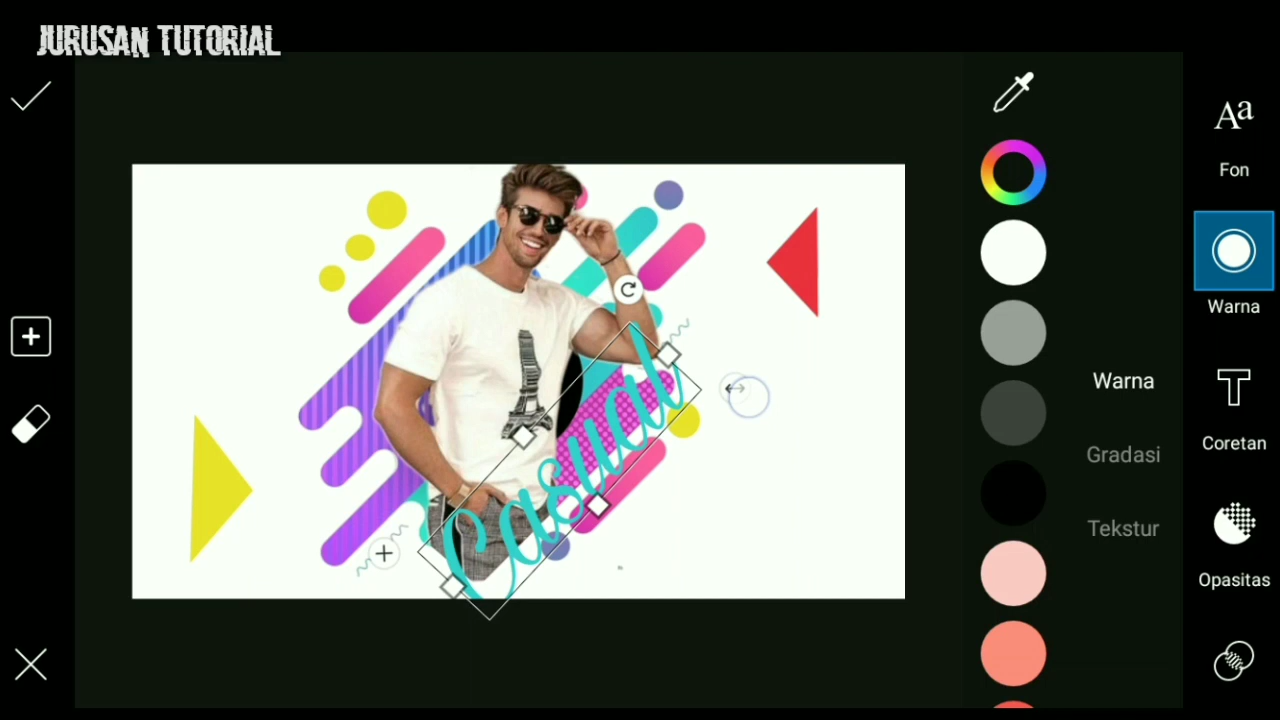 JURUSAN TUTORIAL
Aa
Fon
Warna
Warna
Coretan
Gradasi
Tekstur
Opasitas
Casual